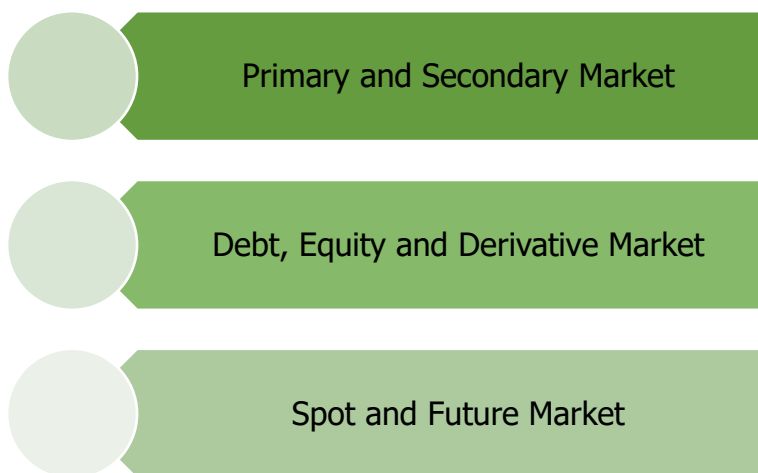 Primary and Secondary Market
Debt, Equity and Derivative Market
Spot and Future Market